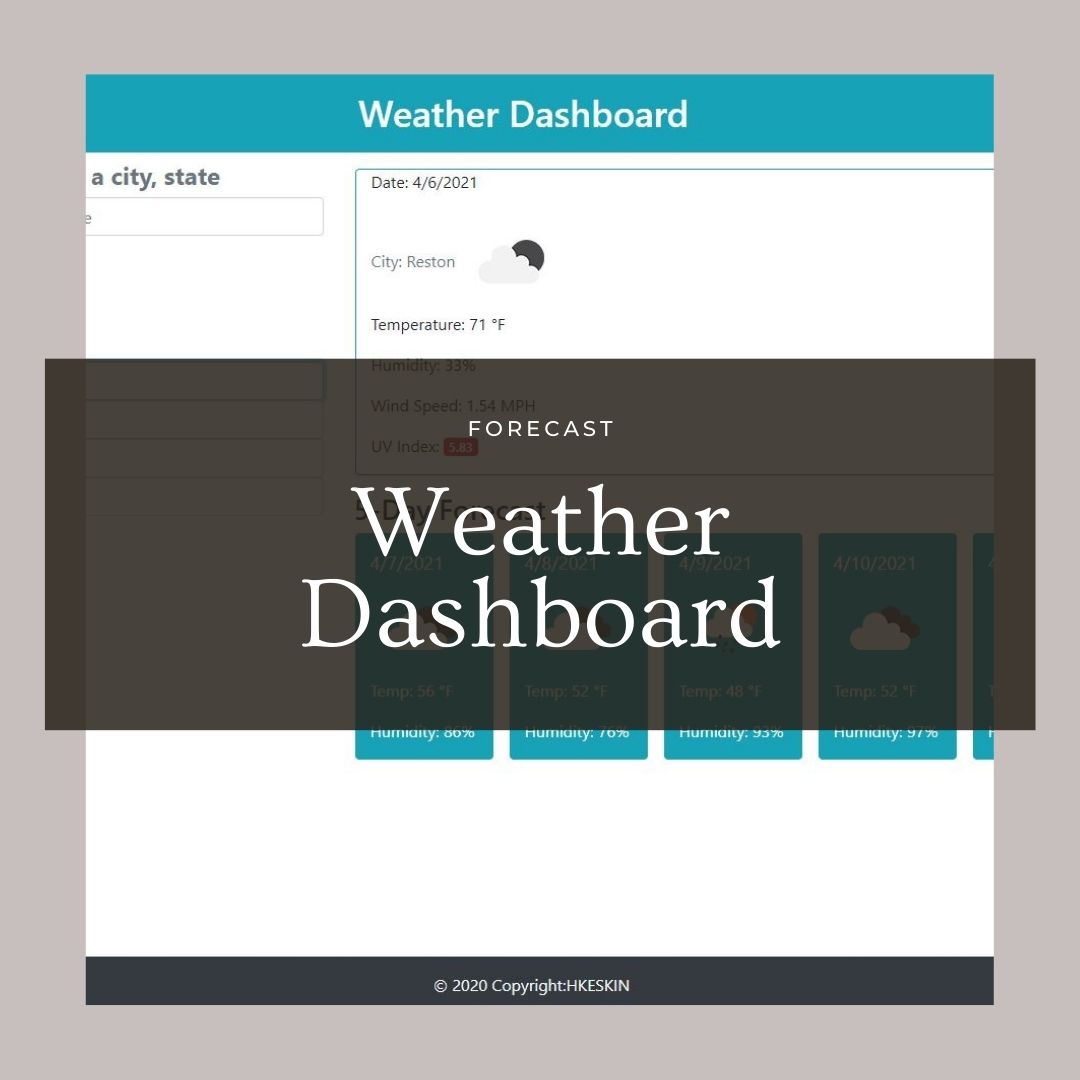 Weather Dashboard
a city, state
e
Date: 4/6/2021
City: Reston
Temperature: 71 °F
Humidity: 33%
Wind Speed: 1.54 MPH
FORECAST
UV Index: 5.83
5-Day Forecast
Weather
Dashboard
4/7/2021 4/8/2021 4/9/2021 4/10/2021 4
Temp: 56 °F Temp: 52 °F Temp: 48 °F Temp: 52 °F T
Humidity: 86% Humidity: 76% Humidity: 93% Humidity: 97% H
© 2020 Copyright:HKESKIN